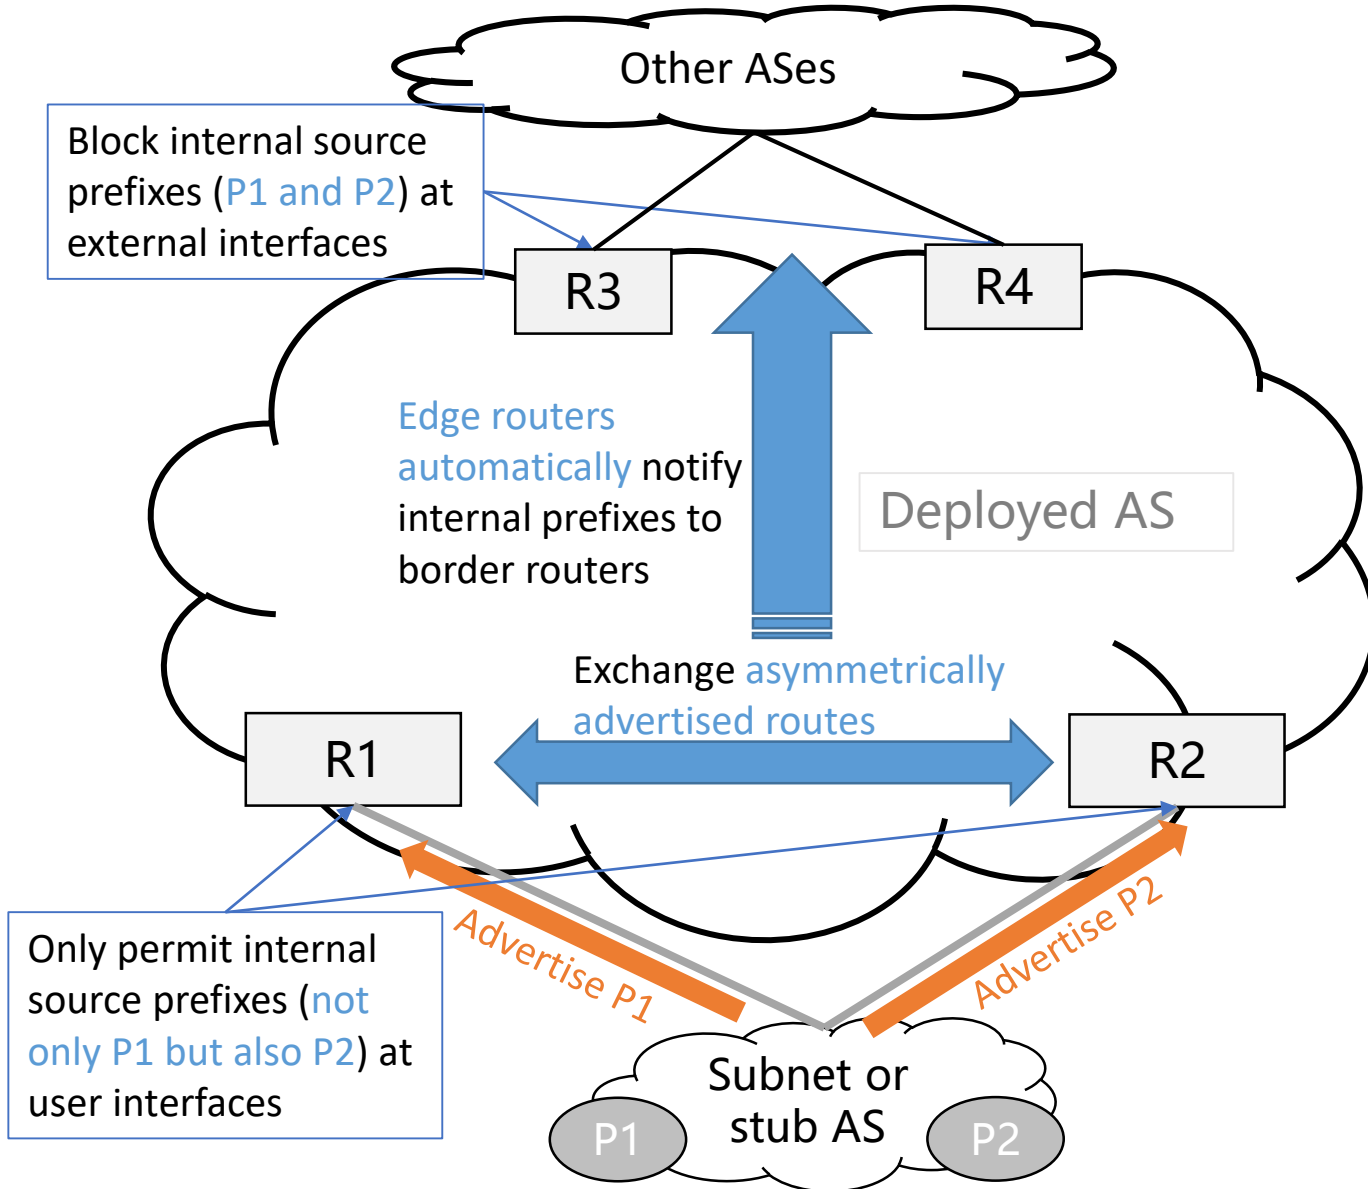 Other ASes
Block internal source
prefixes (P1 and P2) at
external interfaces
R3
R4
Edge routers
automatically notify
internal prefixes to
border routers
Deployed AS
Exchange asymmetrically
advertised routes
R1
R2
Advertise P1
Advertise P2
Only permit internal
source prefixes (not
only P1 but also P2) at
user interfaces
Subnet or
stub AS
P1
P2